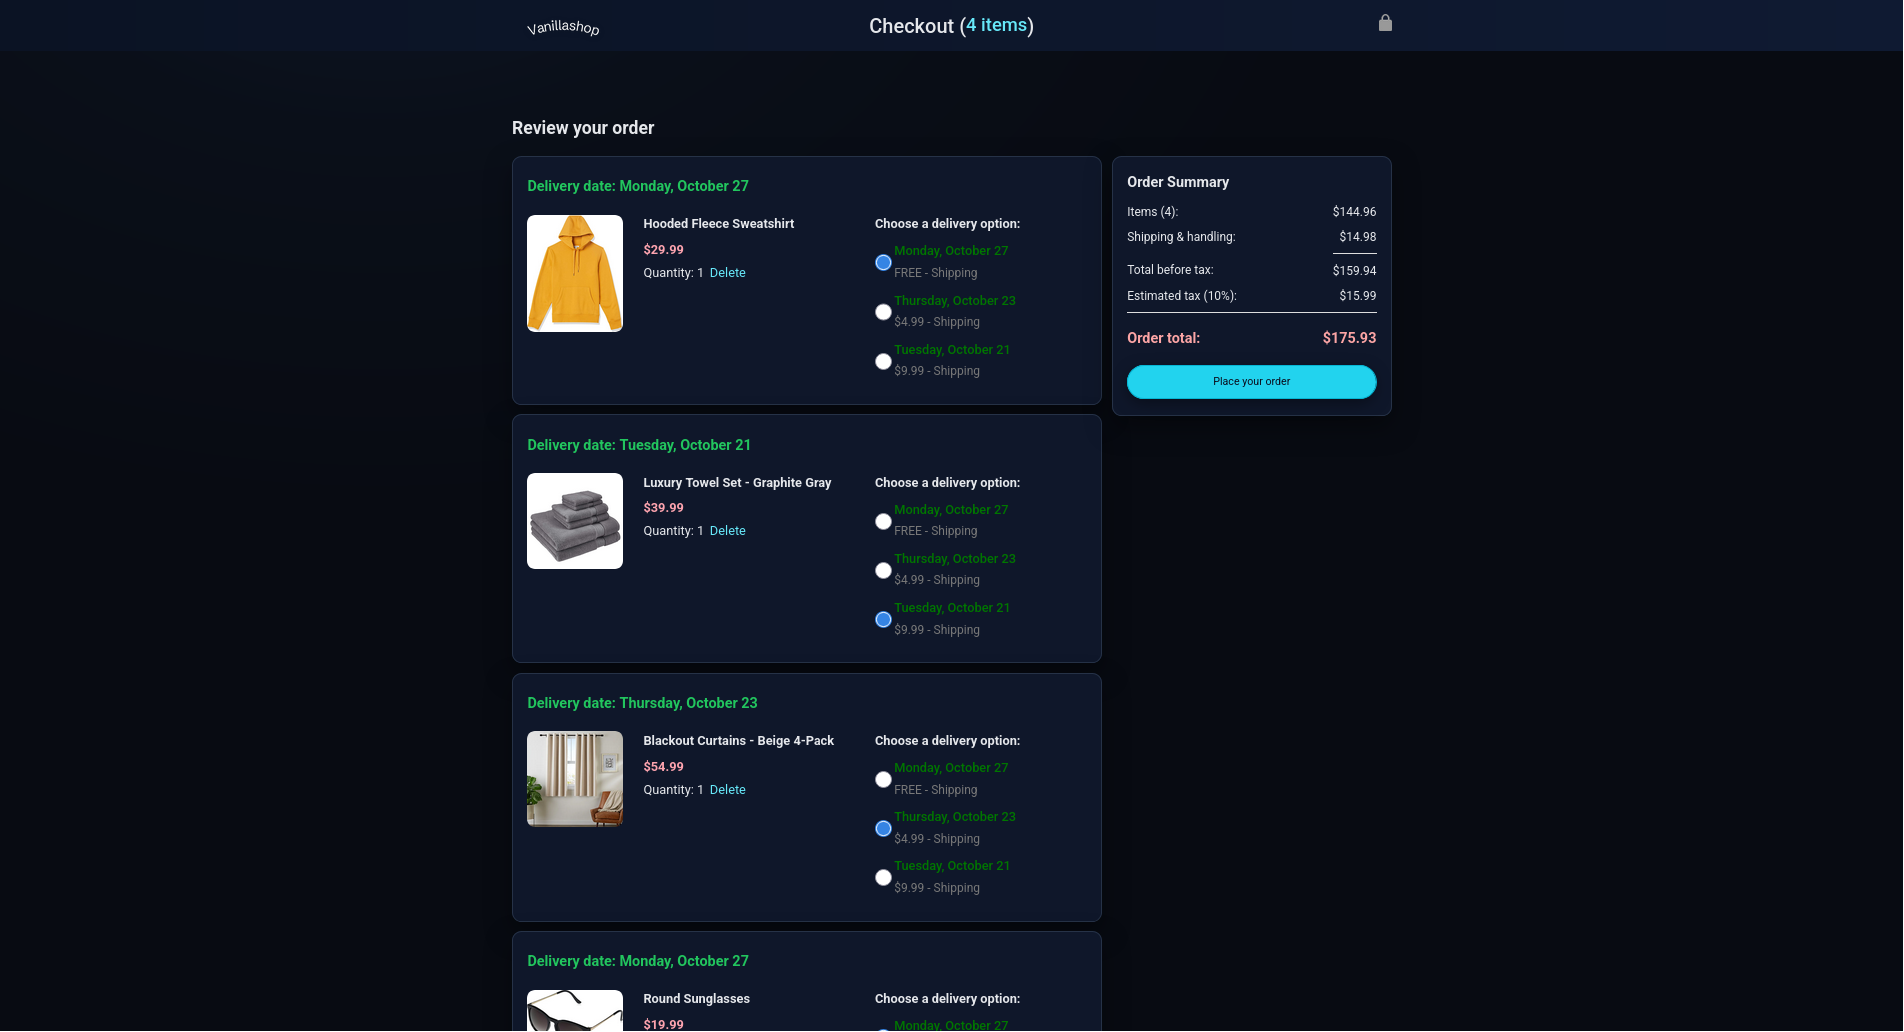 Vanillashop
Checkout (4 items)
Review your order
Delivery date: Monday, October 27
Hooded Fleece Sweatshirt
$29.99
Quantity: 1 Delete
Choose a delivery option:
Monday, October 27
FREE - Shipping
Thursday, October 23
$4.99 - Shipping
Tuesday, October 21
$9.99 - Shipping
Order Summary
Items (4): $144.96
Shipping & handling: $14.98
Total before tax: $159.94
Estimated tax (10%): $15.99
Order total: $175.93
Place your order
Delivery date: Tuesday, October 21
Luxury Towel Set - Graphite Gray
$39.99
Quantity: 1 Delete
Choose a delivery option:
Monday, October 27
FREE - Shipping
Thursday, October 23
$4.99 - Shipping
Tuesday, October 21
$9.99 - Shipping
Delivery date: Thursday, October 23
Blackout Curtains - Beige 4-Pack
$54.99
Quantity: 1 Delete
Choose a delivery option:
Monday, October 27
FREE - Shipping
Thursday, October 23
$4.99 - Shipping
Tuesday, October 21
$9.99 - Shipping
Delivery date: Monday, October 27
Round Sunglasses
$19.99
Choose a delivery option:
Monday, October 27